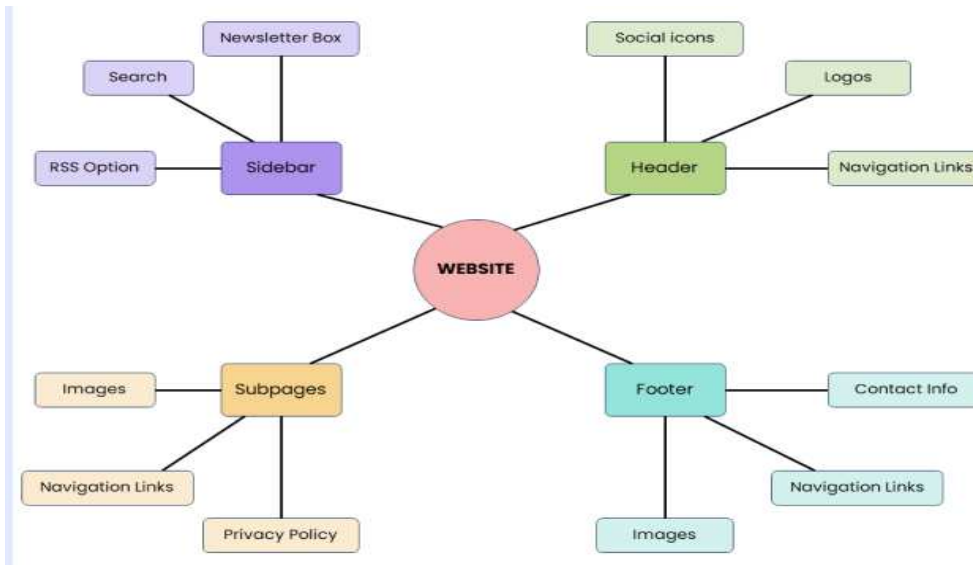 Newsletter Box
Social icons
Search
Logos
RSS Option
Sidebar
Header
Navigation Links
WEBSITE
Images
Subpages
Footer
Contact Info
Navigation Links
Navigation Links
Privacy Policy
Images